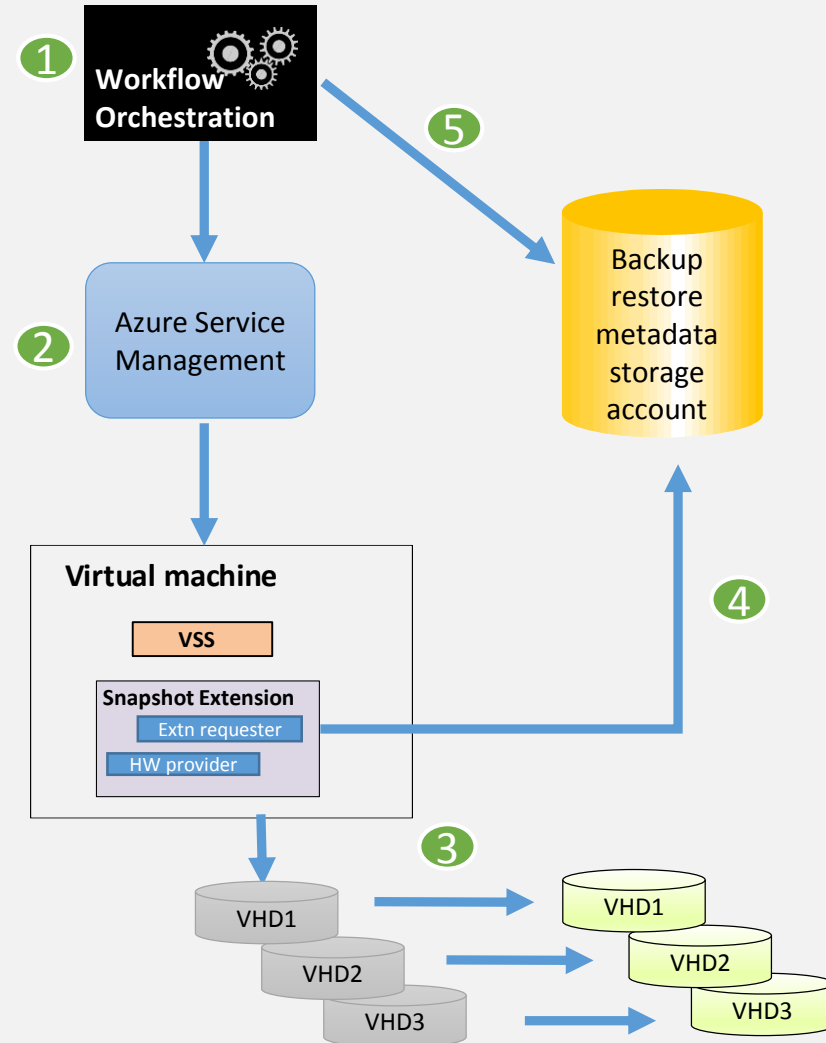 1
Workflow
Orchestration
5
Backup
restore
metadata
storage
account
2
Azure Service
Management
Virtual machine
VSS
Snapshot Extension
Extn requester
HW provider
4
3
VHD1
VHD2
VHD3
VHD1
VHD2
VHD3